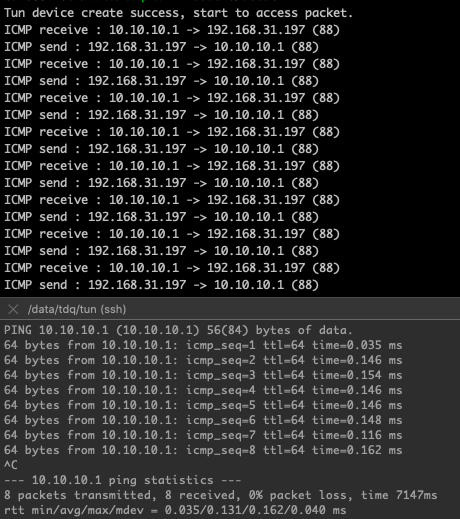 Tun device create success, start to access packet.
ICMP receive : 10.10.10.1 -> 192.168.31.197 (88)
ICMP send : 192.168.31.197 -> 10.10.10.1 (88)
ICMP receive : 10.10.10.1 -> 192.168.31.197 (88)
ICMP send : 192.168.31.197 -> 10.10.10.1 (88)
ICMP receive : 10.10.10.1 -> 192.168.31.197 (88)
ICMP send : 192.168.31.197 -> 10.10.10.1 (88)
ICMP receive : 10.10.10.1 -> 192.168.31.197 (88)
ICMP send : 192.168.31.197 -> 10.10.10.1 (88)
ICMP receive : 10.10.10.1 -> 192.168.31.197 (88)
ICMP send : 192.168.31.197 -> 10.10.10.1 (88)
ICMP receive : 10.10.10.1 -> 192.168.31.197 (88)
ICMP send : 192.168.31.197 -> 10.10.10.1 (88)
ICMP receive : 10.10.10.1 -> 192.168.31.197 (88)
ICMP send : 192.168.31.197 -> 10.10.10.1 (88)
ICMP receive : 10.10.10.1 -> 192.168.31.197 (88)
ICMP send : 192.168.31.197 -> 10.10.10.1 (88)
/data/tdq/tun (ssh)
PING 10.10.10.1 (10.10.10.1) 56(84) bytes of data.
64 bytes from 10.10.10.1: icmp_seq=1 ttl=64 time=0.035 ms
64 bytes from 10.10.10.1: icmp_seq=2 ttl=64 time=0.146 ms
64 bytes from 10.10.10.1: icmp_seq=3 ttl=64 time=0.154 ms
64 bytes from 10.10.10.1: icmp_seq=4 ttl=64 time=0.146 ms
64 bytes from 10.10.10.1: icmp_seq=5 ttl=64 time=0.146 ms
64 bytes from 10.10.10.1: icmp_seq=6 ttl=64 time=0.148 ms
64 bytes from 10.10.10.1: icmp_seq=7 ttl=64 time=0.116 ms
64 bytes from 10.10.10.1: icmp_seq=8 ttl=64 time=0.162 ms
^C
--- 10.10.10.1 ping statistics ---
8 packets transmitted, 8 received, 0% packet loss, time 7147ms
rtt min/avg/max/mdev = 0.035/0.131/0.162/0.040 ms